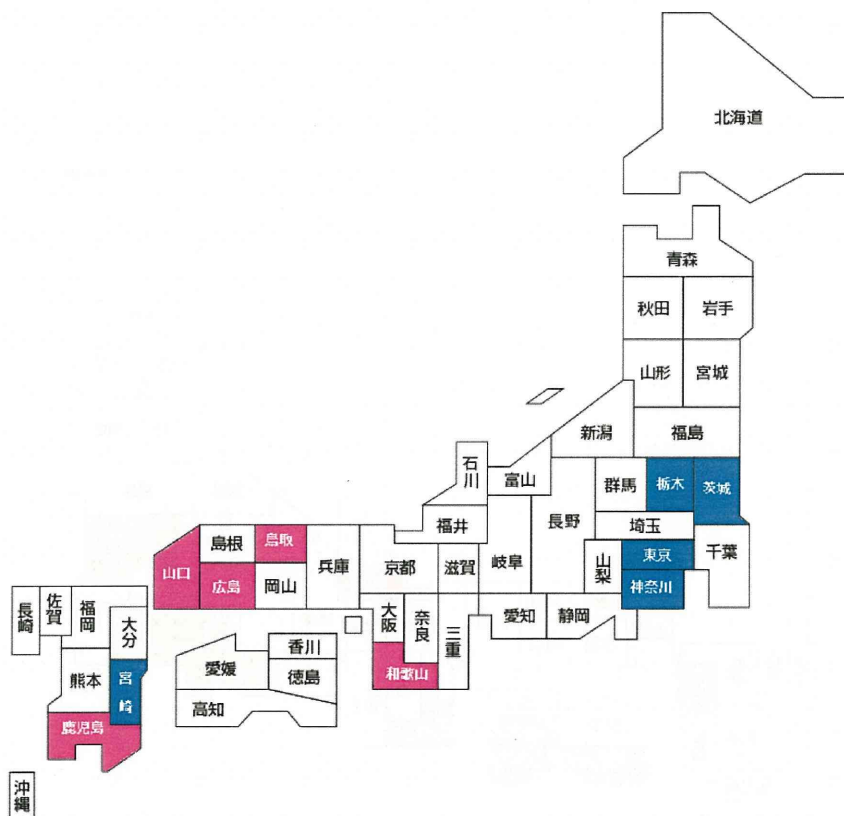 北海道
青森
秋田
岩手
山形
宮城
新潟
福島
石川
富山
群馬
栃木
茨城
福井
長野
埼玉
島根
鳥取
兵庫
京都
滋賀
岐阜
山梨
東京
千葉
山口
広島
岡山
神奈川
長崎
佐賀
福岡
大分
大阪
奈良
三重
愛知
静岡
香川
愛媛
徳島
和歌山
熊本
宮崎
高知
鹿児島
沖縄